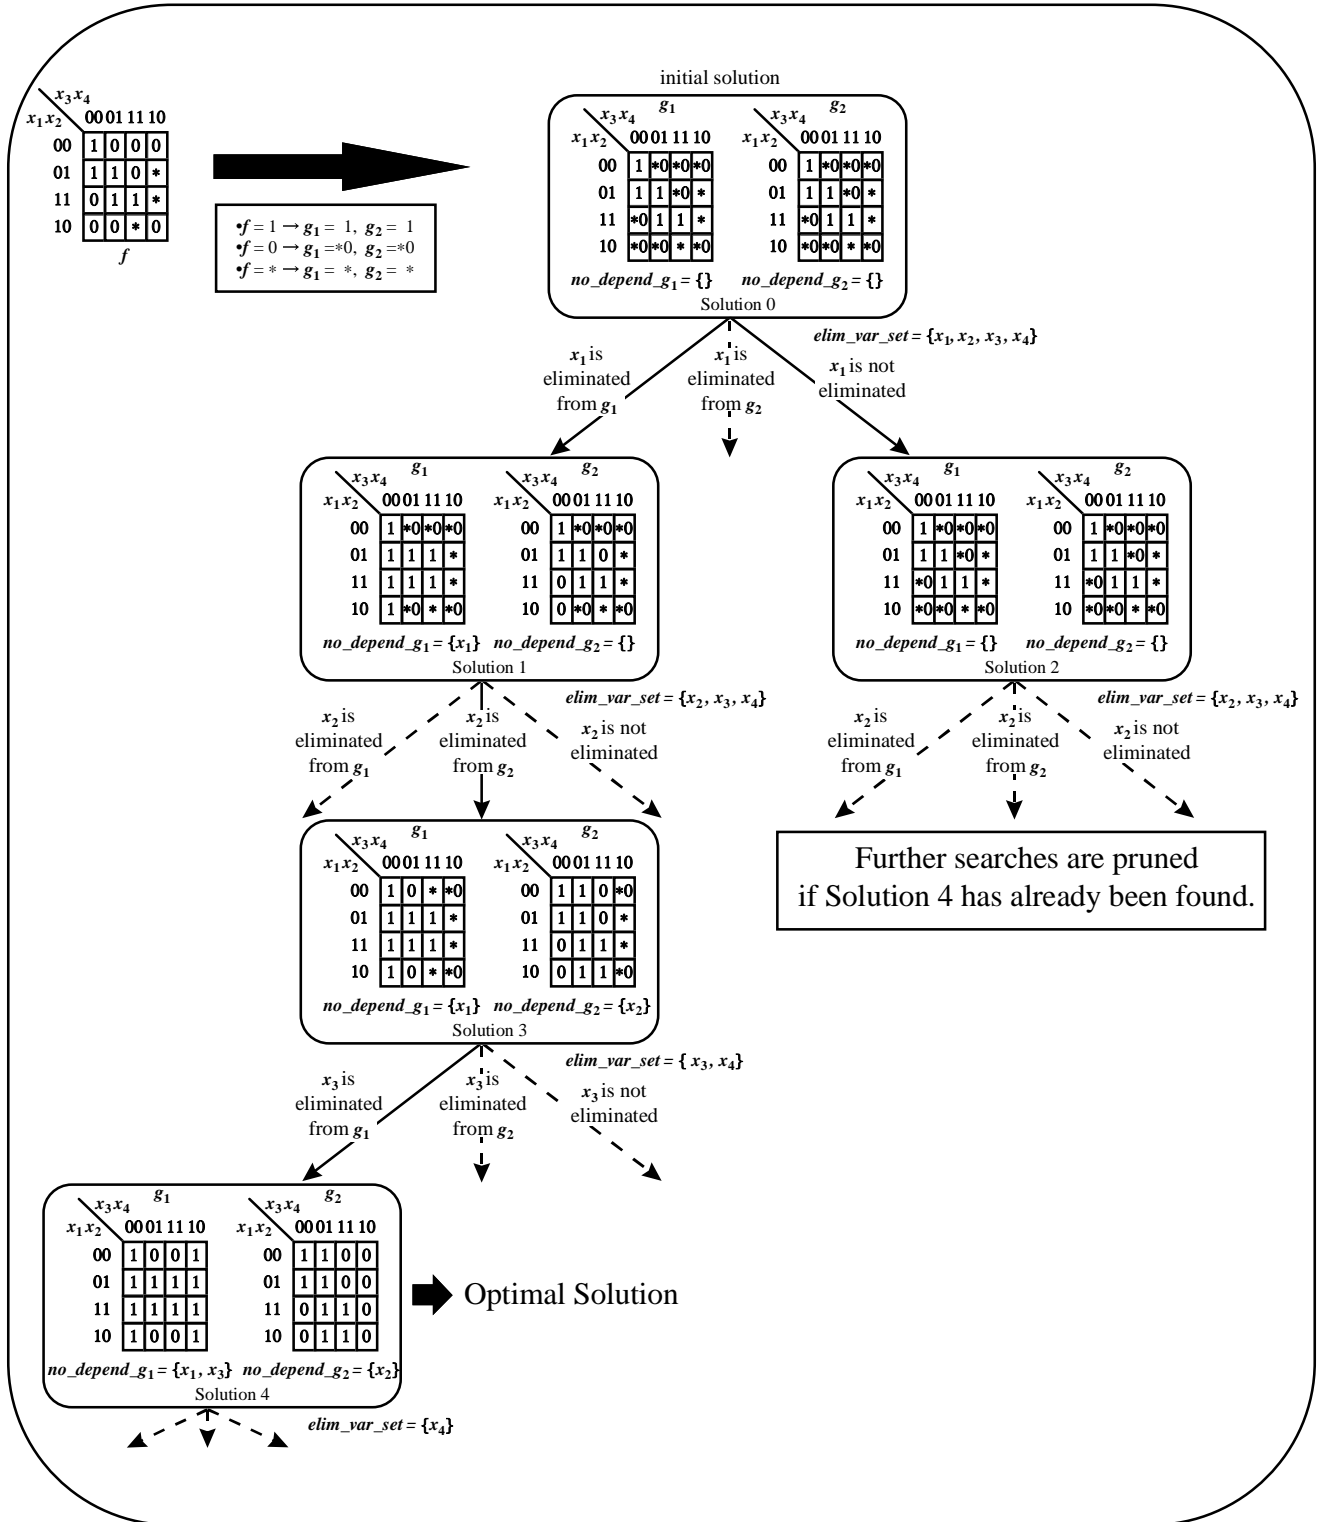 initial solution
x3x4
x1x2 00 01 11 10
00 1 0 0 0
01 1 1 0 *
11 0 1 1 *
10 0 0 * 0
f
•f = 1 → g1 = 1, g2 = 1
•f = 0 → g1 =*0, g2 =*0
•f = * → g1 = *, g2 = *
g1
x3x4
x1x2 00 01 11 10
00 1 *0 *0 *0
01 1 1 *0 *
11 *0 1 1 *
10 *0 *0 * *0
no_depend_g1 = {}
g2
x3x4
x1x2 00 01 11 10
00 1 *0 *0 *0
01 1 1 *0 *
11 *0 1 1 *
10 *0 *0 * *0
no_depend_g2 = {}
Solution 0
elim_var_set = {x1, x2, x3, x4}
x1 is
eliminated
from g1
x1 is
eliminated
from g2
x1 is not
eliminated
g1
x3x4
x1x2 00 01 11 10
00 1 *0 *0 *0
01 1 1 1 *
11 1 1 1 *
10 1 *0 * *0
no_depend_g1 = {x1}
g2
x3x4
x1x2 00 01 11 10
00 1 *0 *0 *0
01 1 1 0 *
11 0 1 1 *
10 0 *0 * *0
no_depend_g2 = {}
Solution 1
g1
x3x4
x1x2 00 01 11 10
00 1 *0 *0 *0
01 1 1 *0 *
11 *0 1 1 *
10 *0 *0 * *0
no_depend_g1 = {}
g2
x3x4
x1x2 00 01 11 10
00 1 *0 *0 *0
01 1 1 *0 *
11 *0 1 1 *
10 *0 *0 * *0
no_depend_g2 = {}
Solution 2
elim_var_set = {x2, x3, x4}
x2 is
eliminated
from g1
x2 is
eliminated
from g2
x2 is not
eliminated
elim_var_set = {x2, x3, x4}
x2 is
eliminated
from g1
x2 is
eliminated
from g2
x2 is not
eliminated
Further searches are pruned
if Solution 4 has already been found.
g1
x3x4
x1x2 00 01 11 10
00 1 0 * *0
01 1 1 1 *
11 1 1 1 *
10 1 0 * *0
no_depend_g1 = {x1}
g2
x3x4
x1x2 00 01 11 10
00 1 1 0 *0
01 1 1 0 *
11 0 1 1 *
10 0 1 1 *0
no_depend_g2 = {x2}
Solution 3
elim_var_set = { x3, x4}
x3 is
eliminated
from g1
x3 is
eliminated
from g2
x3 is not
eliminated
g1
x3x4
x1x2 00 01 11 10
00 1 0 0 1
01 1 1 1 1
11 1 1 1 1
10 1 0 0 1
no_depend_g1 = {x1, x3}
g2
x3x4
x1x2 00 01 11 10
00 1 1 0 0
01 1 1 0 0
11 0 1 1 0
10 0 1 1 0
no_depend_g2 = {x2}
Solution 4
Optimal Solution
elim_var_set = {x4}